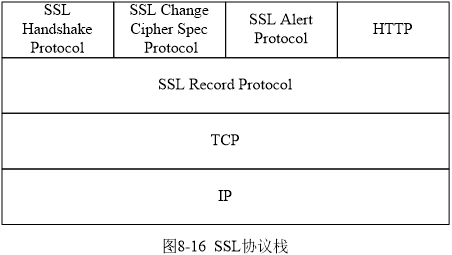 SSL
Handshake
Protocol
SSL Change
Cipher Spec
Protocol
SSL Alert
Protocol
HTTP
SSL Record Protocol
TCP
IP
图8-16 SSL协议栈